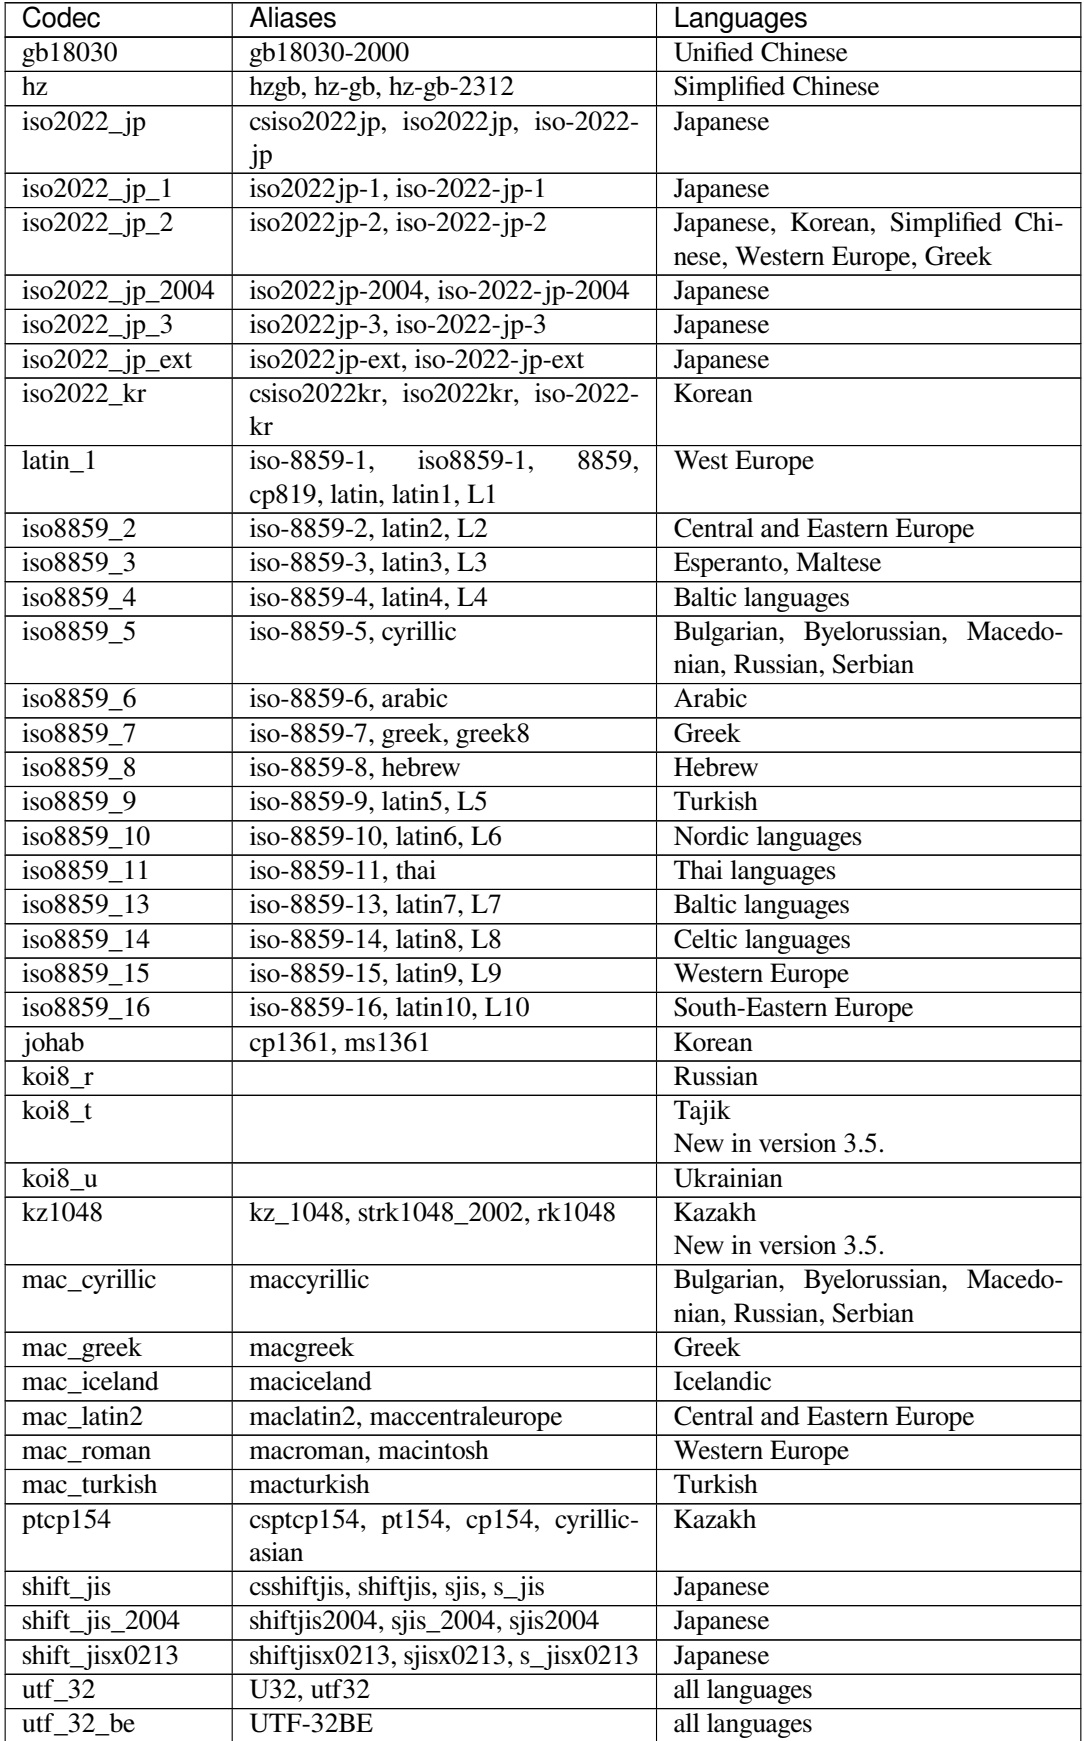 Codec Aliases Languages
gb18030 gb18030-2000 Unified Chinese
hz hzgb, hz-gb, hz-gb-2312 Simplified Chinese
iso2022_jp csiso2022jp, iso2022jp, iso-2022- Japanese
jp
iso2022_jp_1 iso2022jp-1, iso-2022-jp-1 Japanese
iso2022_jp_2 iso2022jp-2, iso-2022-jp-2 Japanese, Korean, Simplified Chi-
nese, Western Europe, Greek
iso2022_jp_2004 iso2022jp-2004, iso-2022-jp-2004 Japanese
iso2022_jp_3 iso2022jp-3, iso-2022-jp-3 Japanese
iso2022_jp_ext iso2022jp-ext, iso-2022-jp-ext Japanese
iso2022_kr csiso2022kr, iso2022kr, iso-2022- Korean
kr
latin_1 iso-8859-1, iso8859-1, 8859, West Europe
cp819, latin, latin1, L1
iso8859_2 iso-8859-2, latin2, L2 Central and Eastern Europe
iso8859_3 iso-8859-3, latin3, L3 Esperanto, Maltese
iso8859_4 iso-8859-4, latin4, L4 Baltic languages
iso8859_5 iso-8859-5, cyrillic Bulgarian, Byelorussian, Macedo-
nian, Russian, Serbian
iso8859_6 iso-8859-6, arabic Arabic
iso8859_7 iso-8859-7, greek, greek8 Greek
iso8859_8 iso-8859-8, hebrew Hebrew
iso8859_9 iso-8859-9, latin5, L5 Turkish
iso8859_10 iso-8859-10, latin6, L6 Nordic languages
iso8859_11 iso-8859-11, thai Thai languages
iso8859_13 iso-8859-13, latin7, L7 Baltic languages
iso8859_14 iso-8859-14, latin8, L8 Celtic languages
iso8859_15 iso-8859-15, latin9, L9 Western Europe
iso8859_16 iso-8859-16, latin10, L10 South-Eastern Europe
johab cp1361, ms1361 Korean
koi8_r Russian
koi8_t Tajik
New in version 3.5.
koi8_u Ukrainian
kz1048 kz_1048, strk1048_2002, rk1048 Kazakh
New in version 3.5.
mac_cyrillic maccyrillic Bulgarian, Byelorussian, Macedo-
nian, Russian, Serbian
mac_greek macgreek Greek
mac_iceland maciceland Icelandic
mac_latin2 maclatin2, maccentraleurope Central and Eastern Europe
mac_roman macroman, macintosh Western Europe
mac_turkish macturkish Turkish
ptcp154 csptcp154, pt154, cp154, cyrillic- Kazakh
asian
shift_jis csshiftjis, shiftjis, sjis, s_jis Japanese
shift_jis_2004 shiftjis2004, sjis_2004, sjis2004 Japanese
shift_jisx0213 shiftjisx0213, sjisx0213, s_jisx0213 Japanese
utf_32 U32, utf32 all languages
utf_32_be UTF-32BE all languages